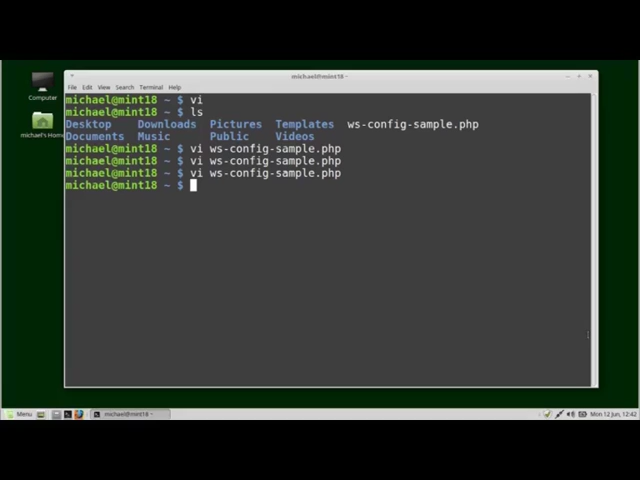 michael@mint18 ~
File Edit View Search Terminal Help
Computer
michael's Home
michael@mint18 ~ $ vi
michael@mint18 ~ $ ls
Desktop Downloads Pictures Templates ws-config-sample.php
Documents Music Public Videos
michael@mint18 ~ $ vi ws-config-sample.php
michael@mint18 ~ $ vi ws-config-sample.php
michael@mint18 ~ $ vi ws-config-sample.php
michael@mint18 ~ $
Menu
michael@mint18 ~
Mon 12 Jun, 12:42